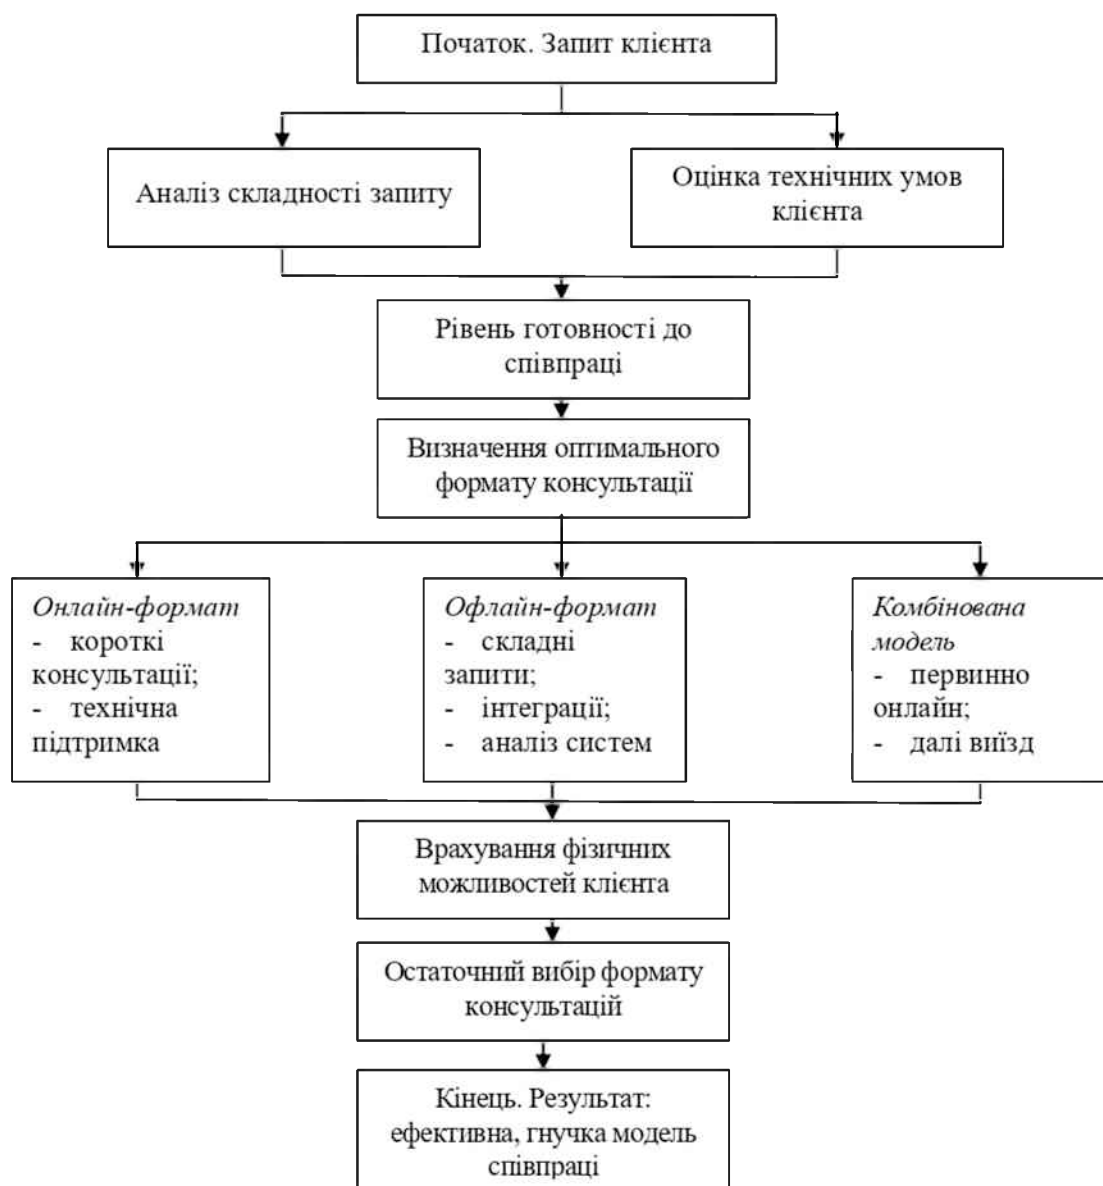 Початок. Запит клієнта
Аналіз складності запиту
Оцінка технічних умов
клієнта
Рівень готовності до
співпраці
Визначення оптимального
формату консультації
Онлайн-формат
- короткі
консультації;
- технічна
підтримка
Офлайн-формат
- складні
запити;
- інтеграції;
- аналіз систем
Комбінована
модель
- первинно
онлайн;
- далі виїзд
Врахування фізичних
можливостей клієнта
Остаточний вибір формату
консультацій
Кінець. Результат:
ефективна, гнучка модель
співпраці